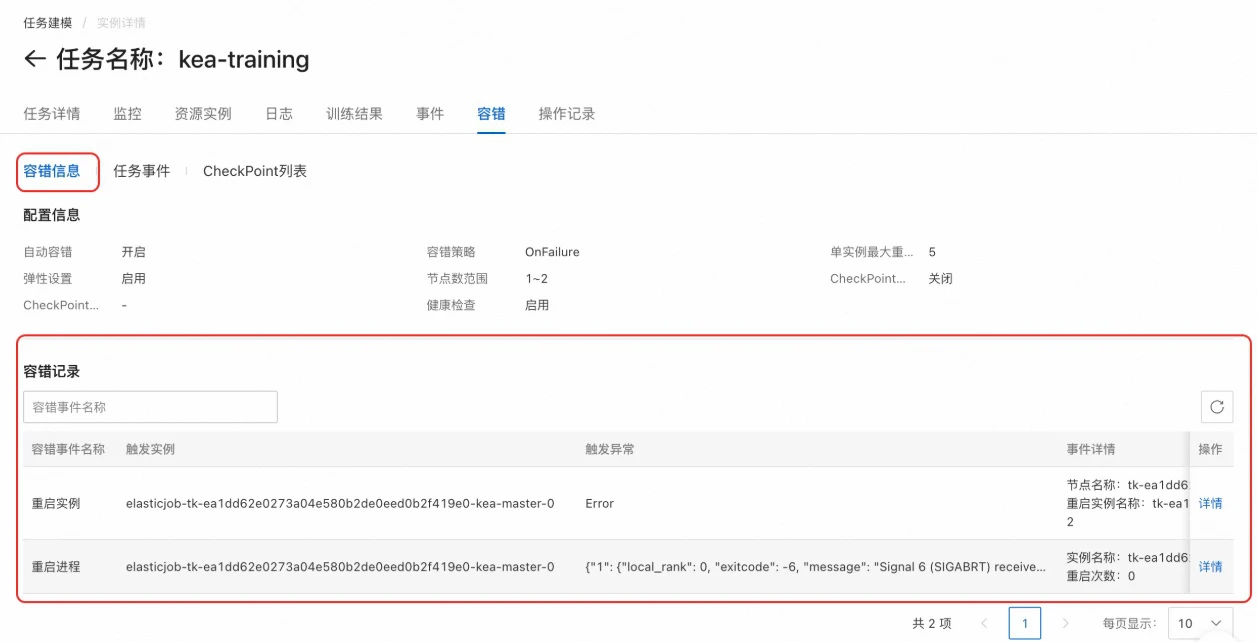 任务建模 / 实例详情
← 任务名称：kea-training
任务详情 监控 资源实例 日志 训练结果 事件 容错 操作记录
容错信息 任务事件 CheckPoint列表
配置信息
自动容错 开启 容错策略 OnFailure 单实例最大重... 5
弹性设置 启用 节点数范围 1~2 CheckPoint... 关闭
CheckPoint... - 健康检查 启用
容错记录
容错事件名称
容错事件名称 触发实例 触发异常 事件详情 操作
节点名称：tk-ea1dd6
重启实例 elasticjob-tk-ea1dd62e0273a04e580b2de0eed0b2f419e0-kea-master-0 Error 重启实例名称：tk-ea1 详情
2
实例名称：tk-ea1dd6
重启进程 elasticjob-tk-ea1dd62e0273a04e580b2de0eed0b2f419e0-kea-master-0 {"1": {"local_rank": 0, "exitcode": -6, "message": "Signal 6 (SIGABRT) receive... 详情
重启次数：0
共 2 项 < 1 > 每页显示： 10